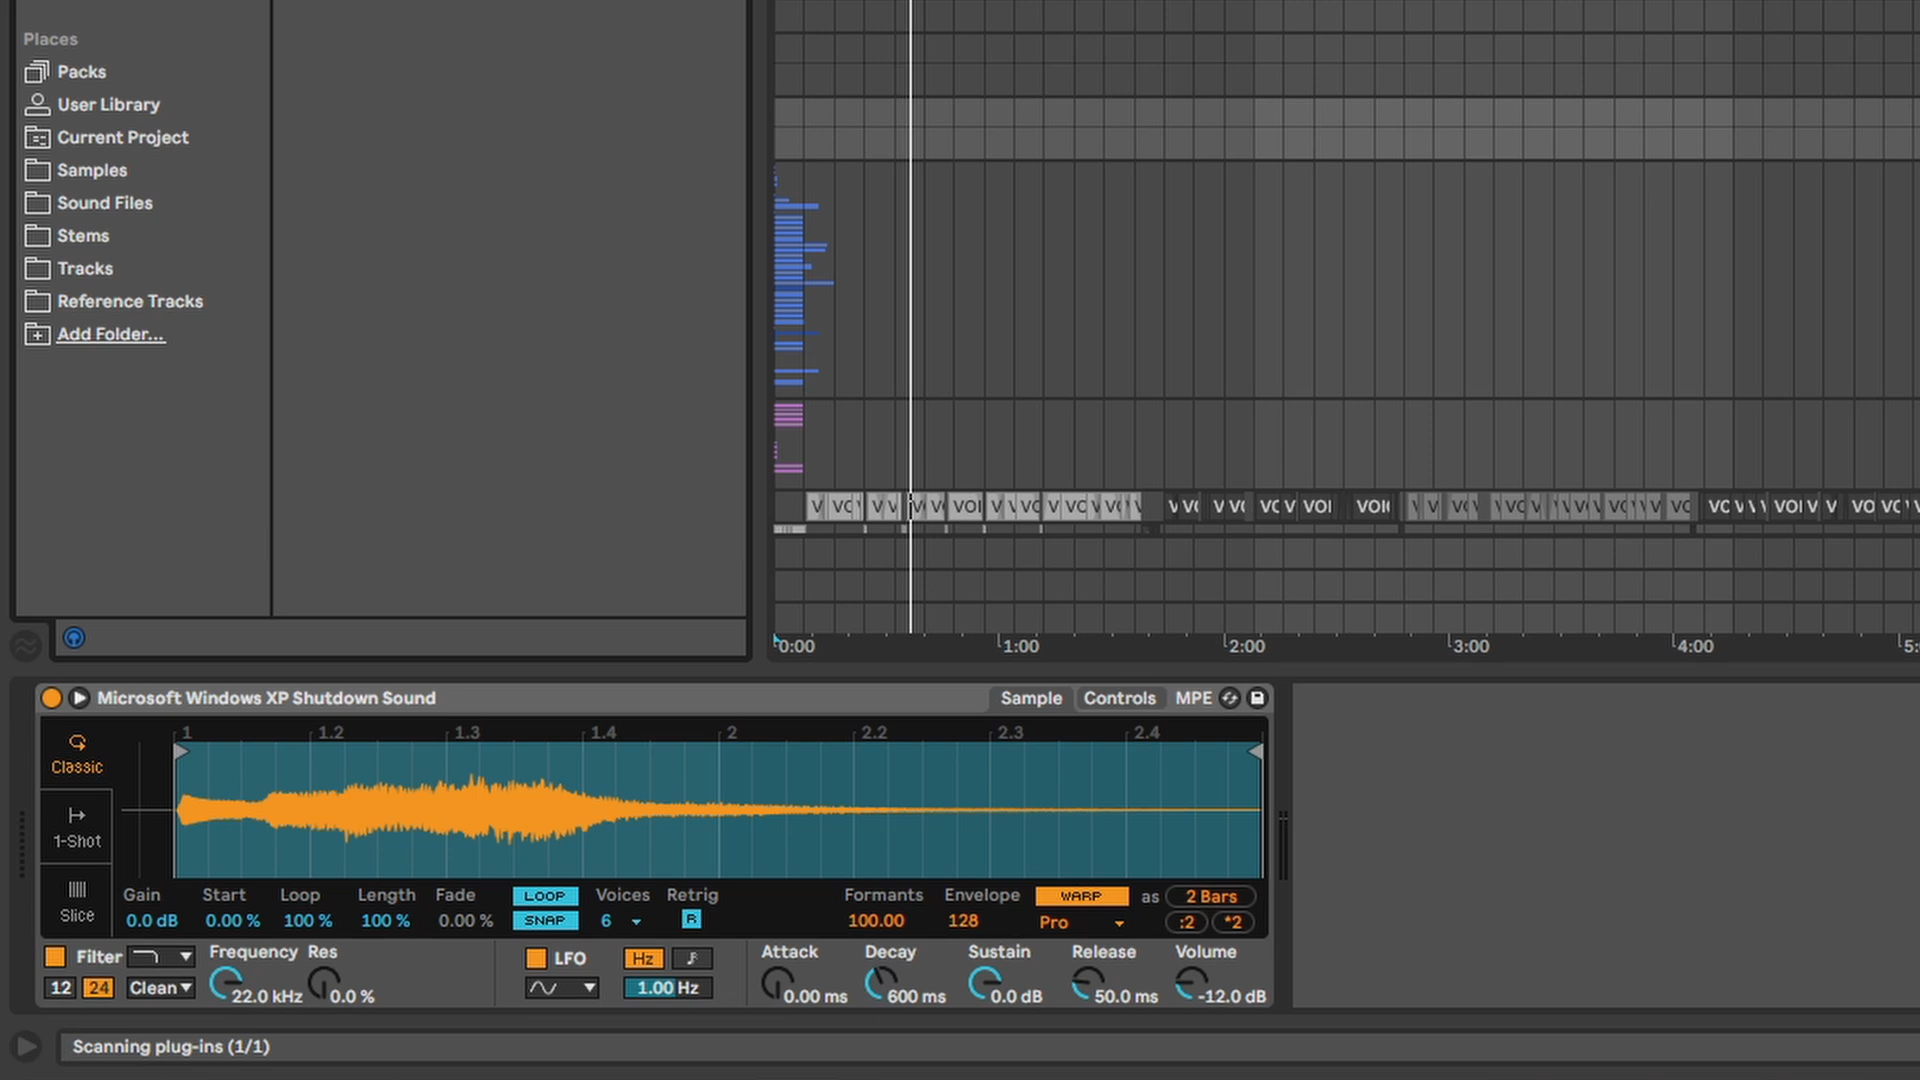 Places
Packs
User Library
Current Project
Samples
Sound Files
Stems
Tracks
Reference Tracks
Add Folder...
VOI VOI VOI
0:00 1:00 2:00 3:00 4:00
Microsoft Windows XP Shutdown Sound Sample Controls MPE
1 1.2 1.3 1.4 2 2.2 2.3 2.4
Classic
1-Shot
Slice
Gain Start Loop Length Fade LOOP Voices Retrig Formants Envelope WARP as 2 Bars
0.0 dB 0.00 % 100 % 100 % 0.00 % SNAP 6 R 100.00 128 Pro :2 *2
Filter Frequency Res LFO Hz Attack Decay Sustain Release Volume
12 24 Clean 22.0 kHz 0.0 % 1.00 Hz 0.00 ms 600 ms 0.0 dB 50.0 ms -12.0 dB
Scanning plug-ins (1/1)